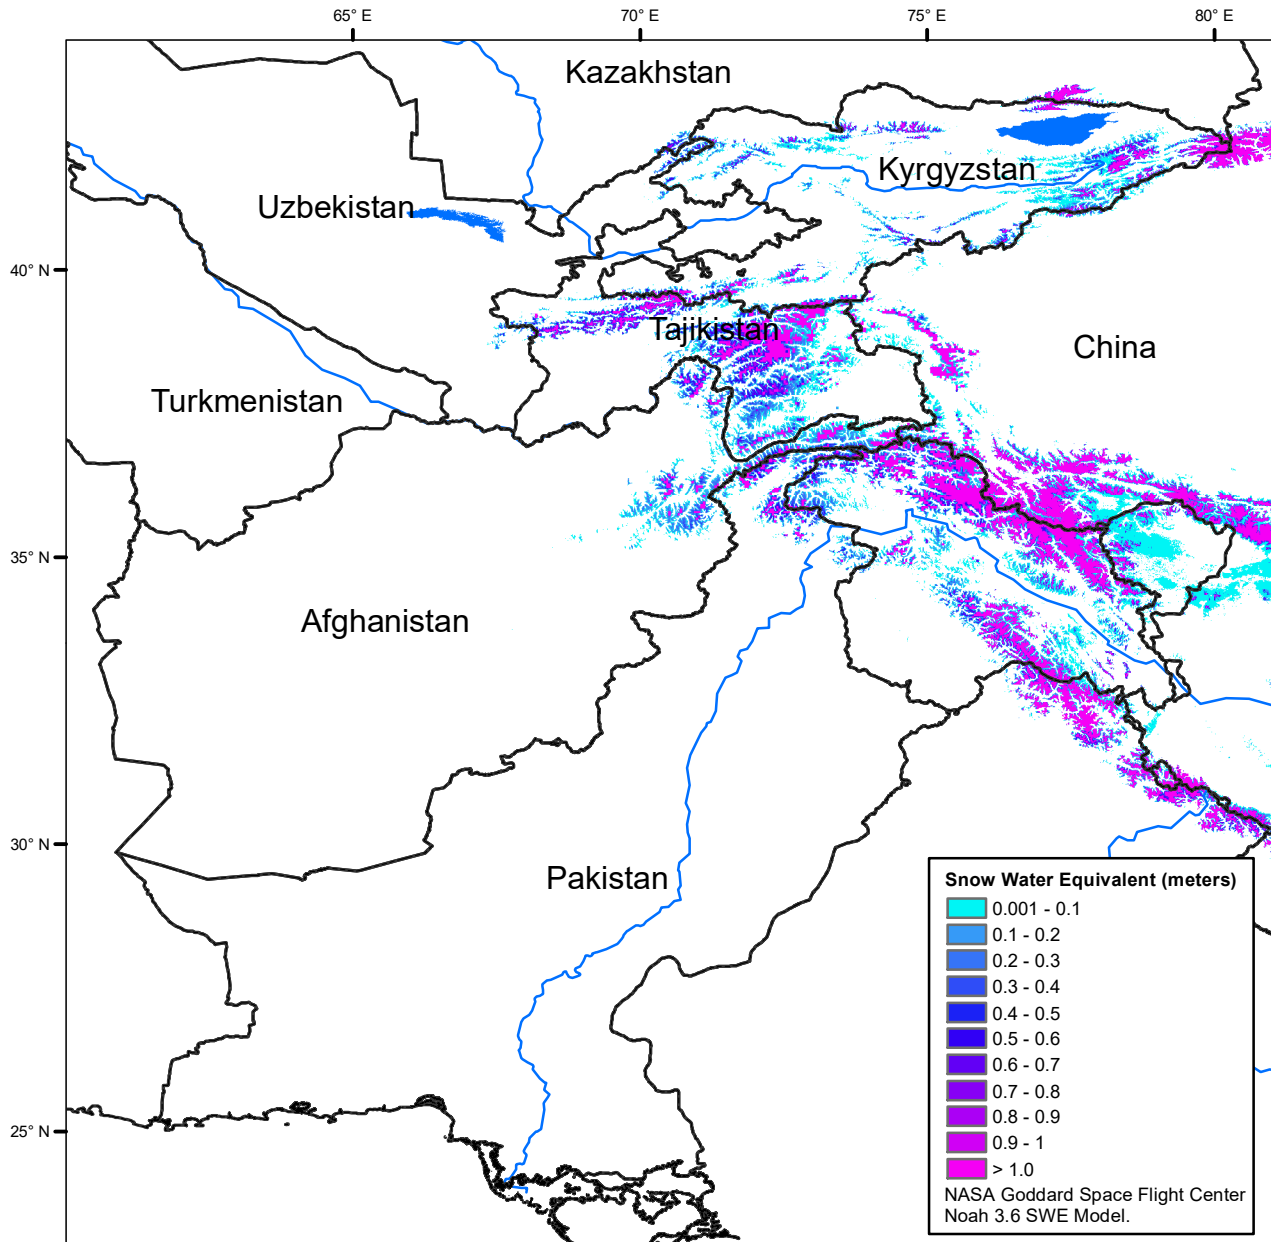 65° E
70° E
75° E
80° E
Kazakhstan
Kyrgyzstan
Uzbekistan
40° N
Tajikistan
China
Turkmenistan
35° N
Afghanistan
30° N
Pakistan
25° N
Snow Water Equivalent (meters)
0.001 - 0.1
0.1 - 0.2
0.2 - 0.3
0.3 - 0.4
0.4 - 0.5
0.5 - 0.6
0.6 - 0.7
0.7 - 0.8
0.8 - 0.9
0.9 - 1
> 1.0
NASA Goddard Space Flight Center
Noah 3.6 SWE Model.